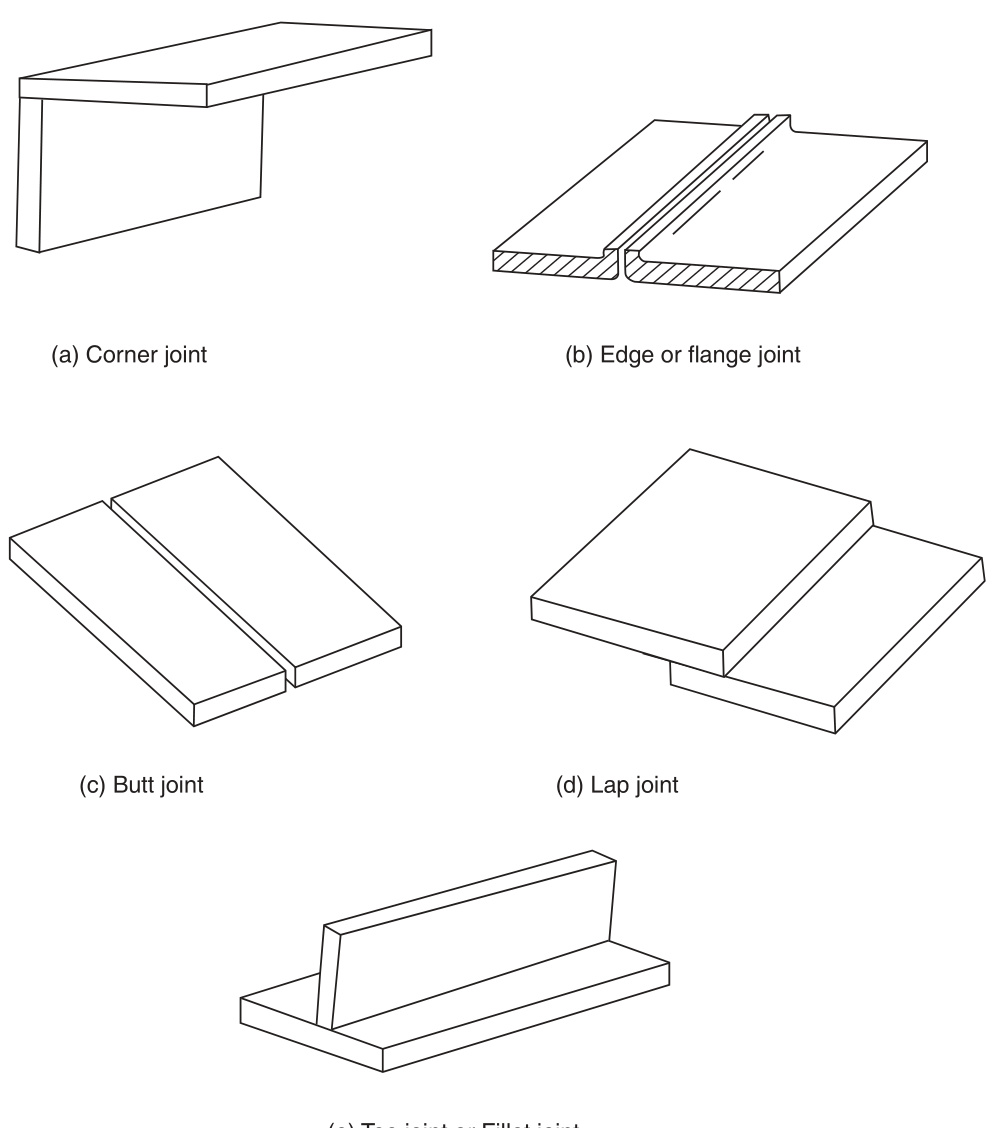 (a) Corner joint
(b) Edge or flange joint
(c) Butt joint
(d) Lap joint
(e) Tee joint or Fillet joint